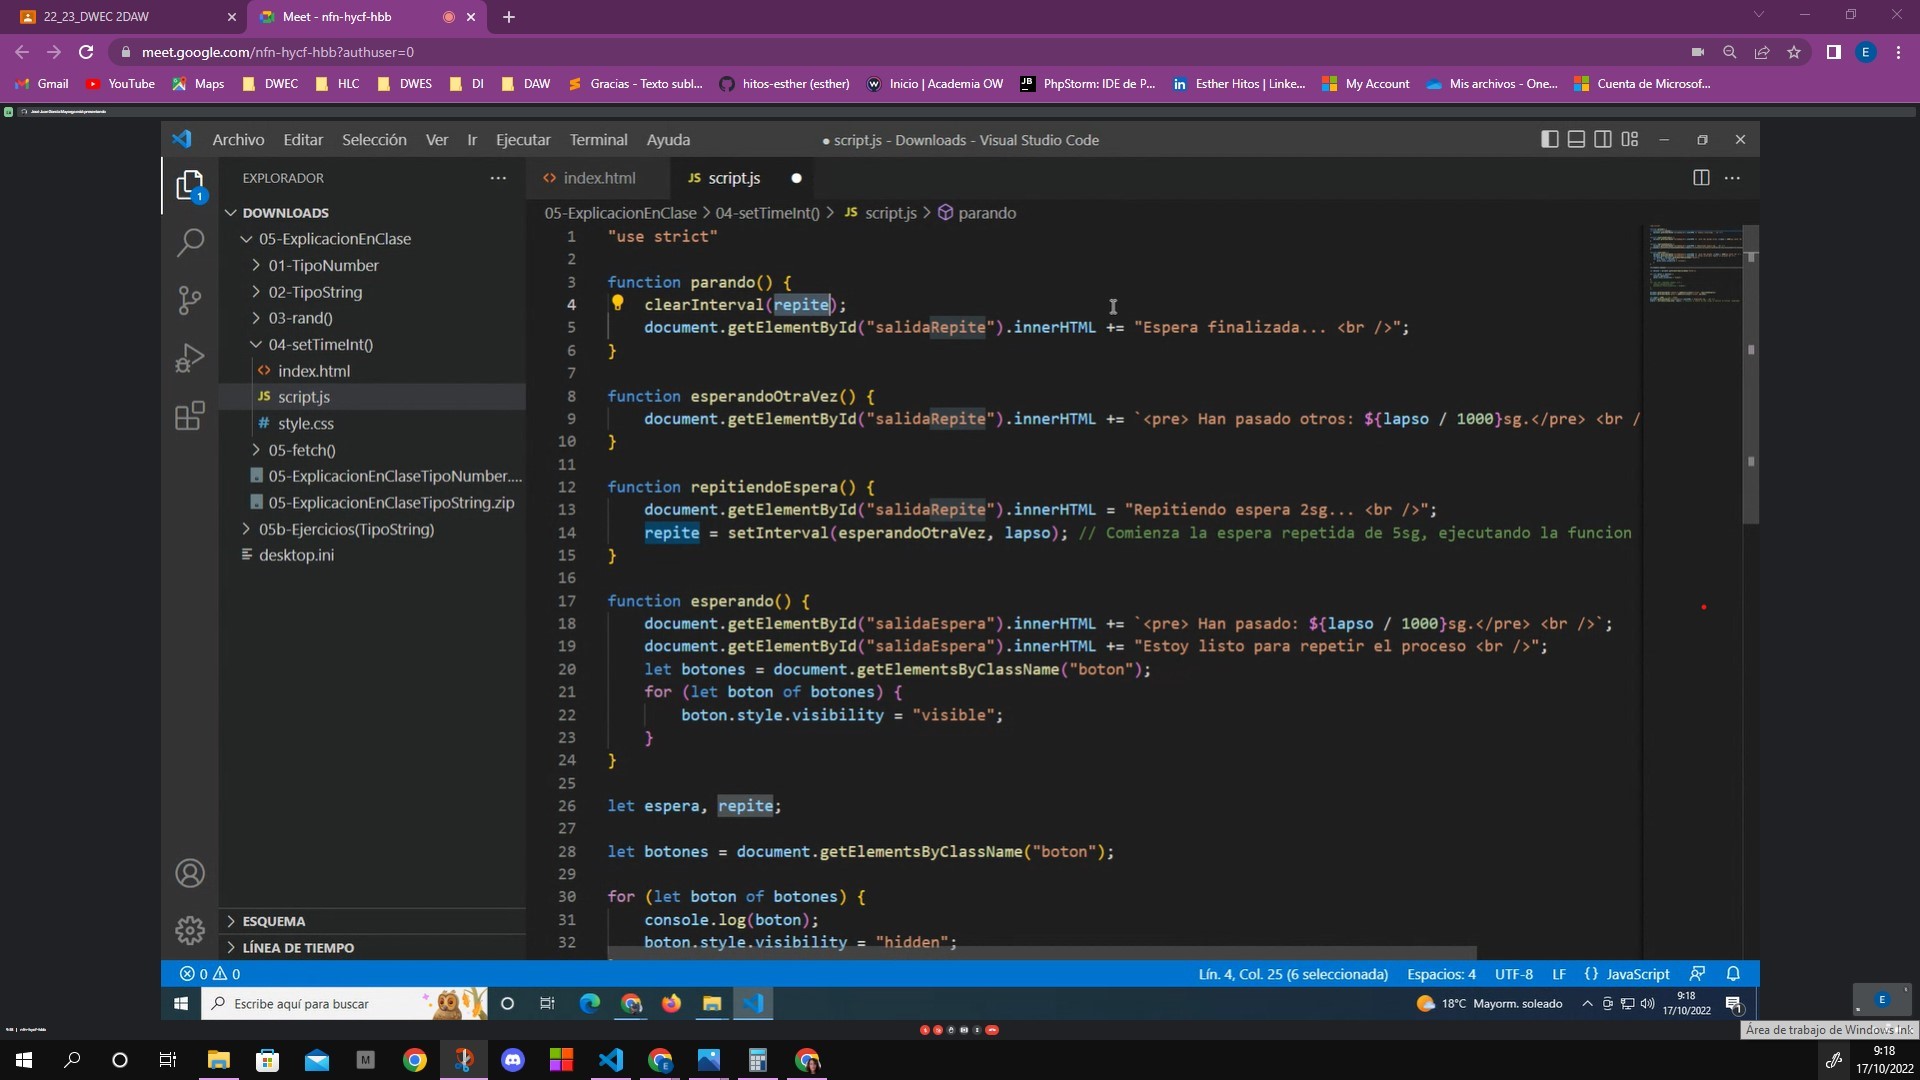 22_23_DWEC 2DAW
Meet - nfn-hycf-hbb
meet.google.com/nfn-hycf-hbb?authuser=0
E
Gmail YouTube Maps DWEC HLC DWES DI DAW Gracias - Texto subl... hitos-esther (esther) Inicio | Academia OW PhpStorm: IDE de P... Esther Hitos | Linke... My Account Mis archivos - One... Cuenta de Microsof...
Archivo Editar Selección Ver Ir Ejecutar Terminal Ayuda
● script.js - Downloads - Visual Studio Code
EXPLORADOR
1
DOWNLOADS
05-ExplicacionEnClase
01-TipoNumber
02-TipoString
03-rand()
04-setTimeInt()
index.html
JS script.js
# style.css
05-fetch()
05-ExplicacionEnClaseTipoNumber....
05-ExplicacionEnClaseTipoString.zip
05b-Ejercicios(TipoString)
desktop.ini
ESQUEMA
LÍNEA DE TIEMPO
index.html
JS script.js
05-ExplicacionEnClase > 04-setTimeInt() > JS script.js > parando
1 "use strict"
2
3 function parando() {
4 clearInterval(repite);
5 document.getElementById("salidaRepite").innerHTML += "Espera finalizada... <br />";
6 }
7
8 function esperandoOtraVez() {
9 document.getElementById("salidaRepite").innerHTML += `<pre> Han pasado otros: ${lapso / 1000}sg.</pre> <br /
10 }
11
12 function repitiendoEspera() {
13 document.getElementById("salidaRepite").innerHTML = "Repitiendo espera 2sg... <br />";
14 repite = setInterval(esperandoOtraVez, lapso); // Comienza la espera repetida de 5sg, ejecutando la funcion
15 }
16
17 function esperando() {
18 document.getElementById("salidaEspera").innerHTML += `<pre> Han pasado: ${lapso / 1000}sg.</pre> <br />`;
19 document.getElementById("salidaEspera").innerHTML += "Estoy listo para repetir el proceso <br />";
20 let botones = document.getElementsByClassName("boton");
21 for (let boton of botones) {
22 boton.style.visibility = "visible";
23 }
24 }
25
26 let espera, repite;
27
28 let botones = document.getElementsByClassName("boton");
29
30 for (let boton of botones) {
31 console.log(boton);
32 boton.style.visibility = "hidden";
0 0
Lín. 4, Col. 25 (6 seleccionada) Espacios: 4 UTF-8 LF {} JavaScript
Escribe aquí para buscar
18°C Mayorm. soleado
9:18
17/10/2022
1
E
Área de trabajo de Windows Ink
M
9:18
17/10/2022